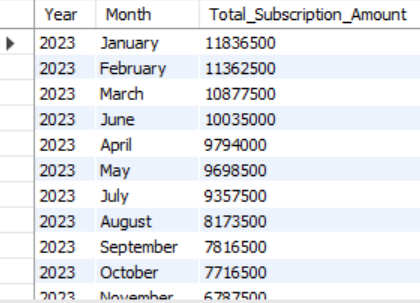 Year Month Total_Subscription_Amount
2023 January 11836500
2023 February 11362500
2023 March 10877500
2023 June 10035000
2023 April 9794000
2023 May 9698500
2023 July 9357500
2023 August 8173500
2023 September 7816500
2023 October 7716500
2023 November 6787500